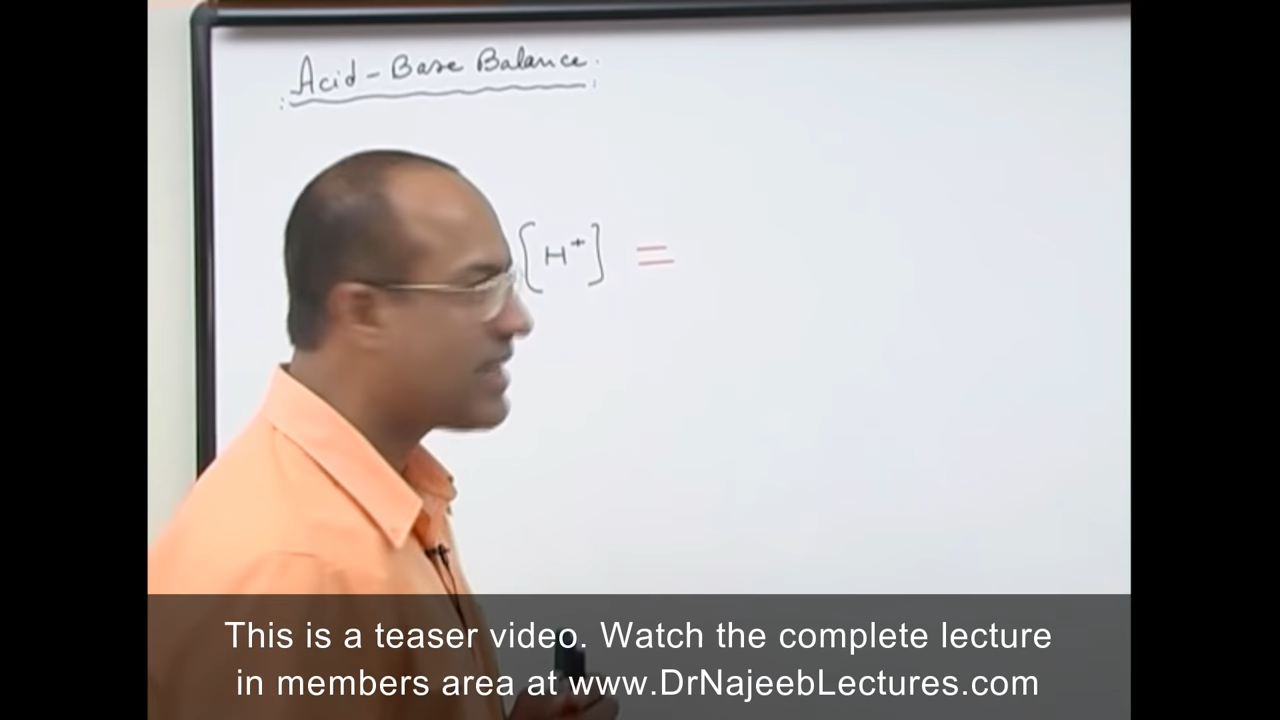 Acid - Base Balance.
[H+] =
This is a teaser video. Watch the complete lecture
in members area at www.DrNajeebLectures.com